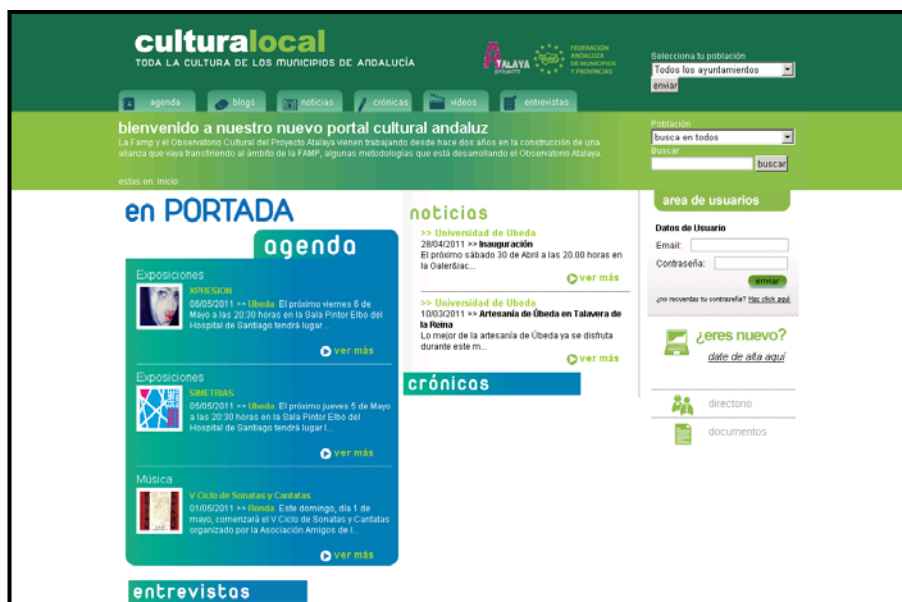 culturalocal
TODA LA CULTURA DE LOS MUNICIPIOS DE ANDALUCÍA
ATALAYA
proyecto
FEDERACIÓN
ANDALUZA
DE MUNICIPIOS
Y PROVINCIAS
Selecciona tu población
Todos los ayuntamientos
enviar
agenda
blogs
noticias
crónicas
vídeos
entrevistas
bienvenido a nuestro nuevo portal cultural andaluz
La Famp y el Observatorio Cultural del Proyecto Atalaya vienen trabajando desde hace dos años en la construcción de una
alianza que vaya transfiriendo al ámbito de la FAMP, algunas metodologías que está desarrollando el Observatorio Atalaya.
estas en: Inicio
Población
busca en todos
Buscar
buscar
en PORTADA
agenda
Exposiciones
XPRESION
06/05/2011 >> Ubeda El próximo viernes 6 de
Mayo a las 20:30 horas en la Sala Pintor Elbo del
Hospital de Santiago tendrá lugar ...
ver más
Exposiciones
SIMETRIAS
05/05/2011 >> Ubeda El próximo jueves 5 de Mayo
a las 20:30 horas en la Sala Pintor Elbo del
Hospital de Santiago tendrá lugar l...
ver más
Música
V Ciclo de Sonatas y Cantatas
01/05/2011 >> Ronda Este domingo, día 1 de
mayo, comenzará el V Ciclo de Sonatas y Cantatas
organizado por la Asociación Amigos de l...
ver más
entrevistas
noticias
>> Universidad de Ubeda
28/04/2011 >> Inauguración
El próximo sábado 30 de Abril a las 20.00 horas en
la Galer&iac...
ver más
>> Universidad de Ubeda
10/03/2011 >> Artesanía de Úbeda en Talavera de
la Reina
Lo mejor de la artesanía de Úbeda ya se disfruta
durante este m...
ver más
crónicas
area de usuarios
Datos de Usuario
Email:
Contraseña:
enviar
¿no recuerdas tu contraseña? Haz click aquí
¿eres nuevo?
date de alta aquí
directorio
documentos